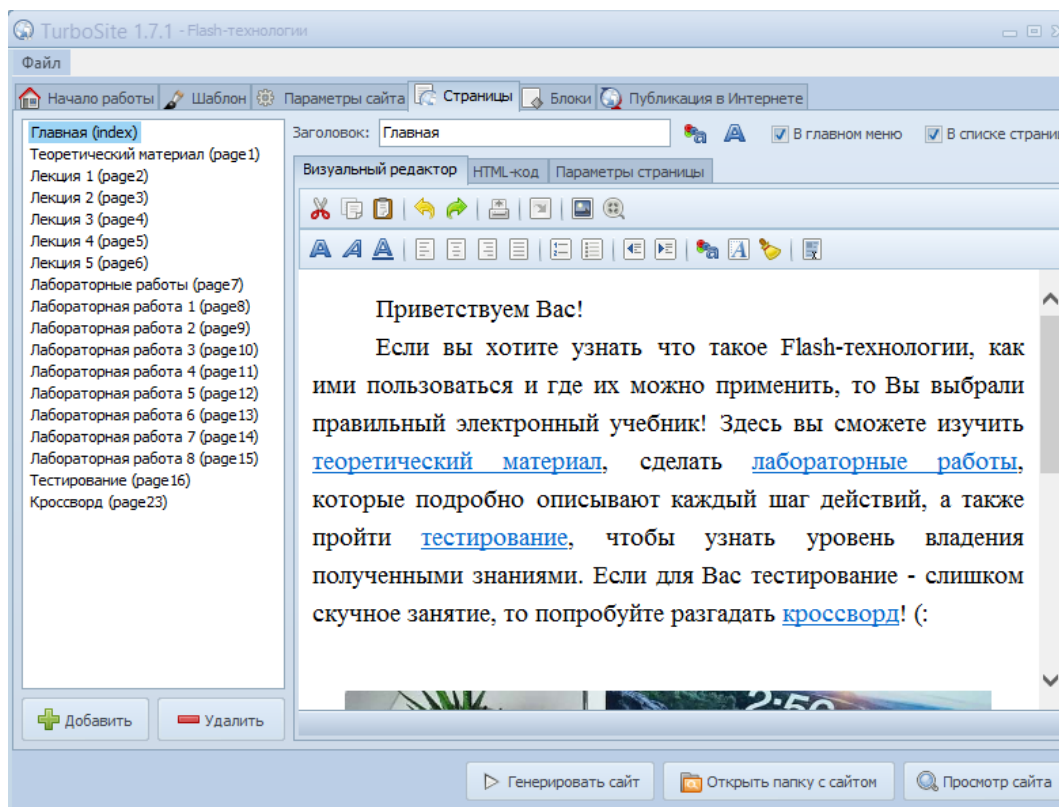 TurboSite 1.7.1 - Flash-технологии
Файл
Начало работы Шаблон Параметры сайта Страницы Блоки Публикация в Интернете
Главная (index)
Теоретический материал (page1)
Лекция 1 (page2)
Лекция 2 (page3)
Лекция 3 (page4)
Лекция 4 (page5)
Лекция 5 (page6)
Лабораторные работы (page7)
Лабораторная работа 1 (page8)
Лабораторная работа 2 (page9)
Лабораторная работа 3 (page10)
Лабораторная работа 4 (page11)
Лабораторная работа 5 (page12)
Лабораторная работа 6 (page13)
Лабораторная работа 7 (page14)
Лабораторная работа 8 (page15)
Тестирование (page16)
Кроссворд (page23)
Добавить Удалить
Заголовок: Главная В главном меню В списке страни
Визуальный редактор HTML-код Параметры страницы
Приветствуем Вас!
Если вы хотите узнать что такое Flash-технологии, как
ими пользоваться и где их можно применить, то Вы выбрали
правильный электронный учебник! Здесь вы сможете изучить
теоретический материал, сделать лабораторные работы,
которые подробно описывают каждый шаг действий, а также
пройти тестирование, чтобы узнать уровень владения
полученными знаниями. Если для Вас тестирование - слишком
скучное занятие, то попробуйте разгадать кроссворд! (:
2:50
Генерировать сайт Открыть папку с сайтом Просмотр сайта